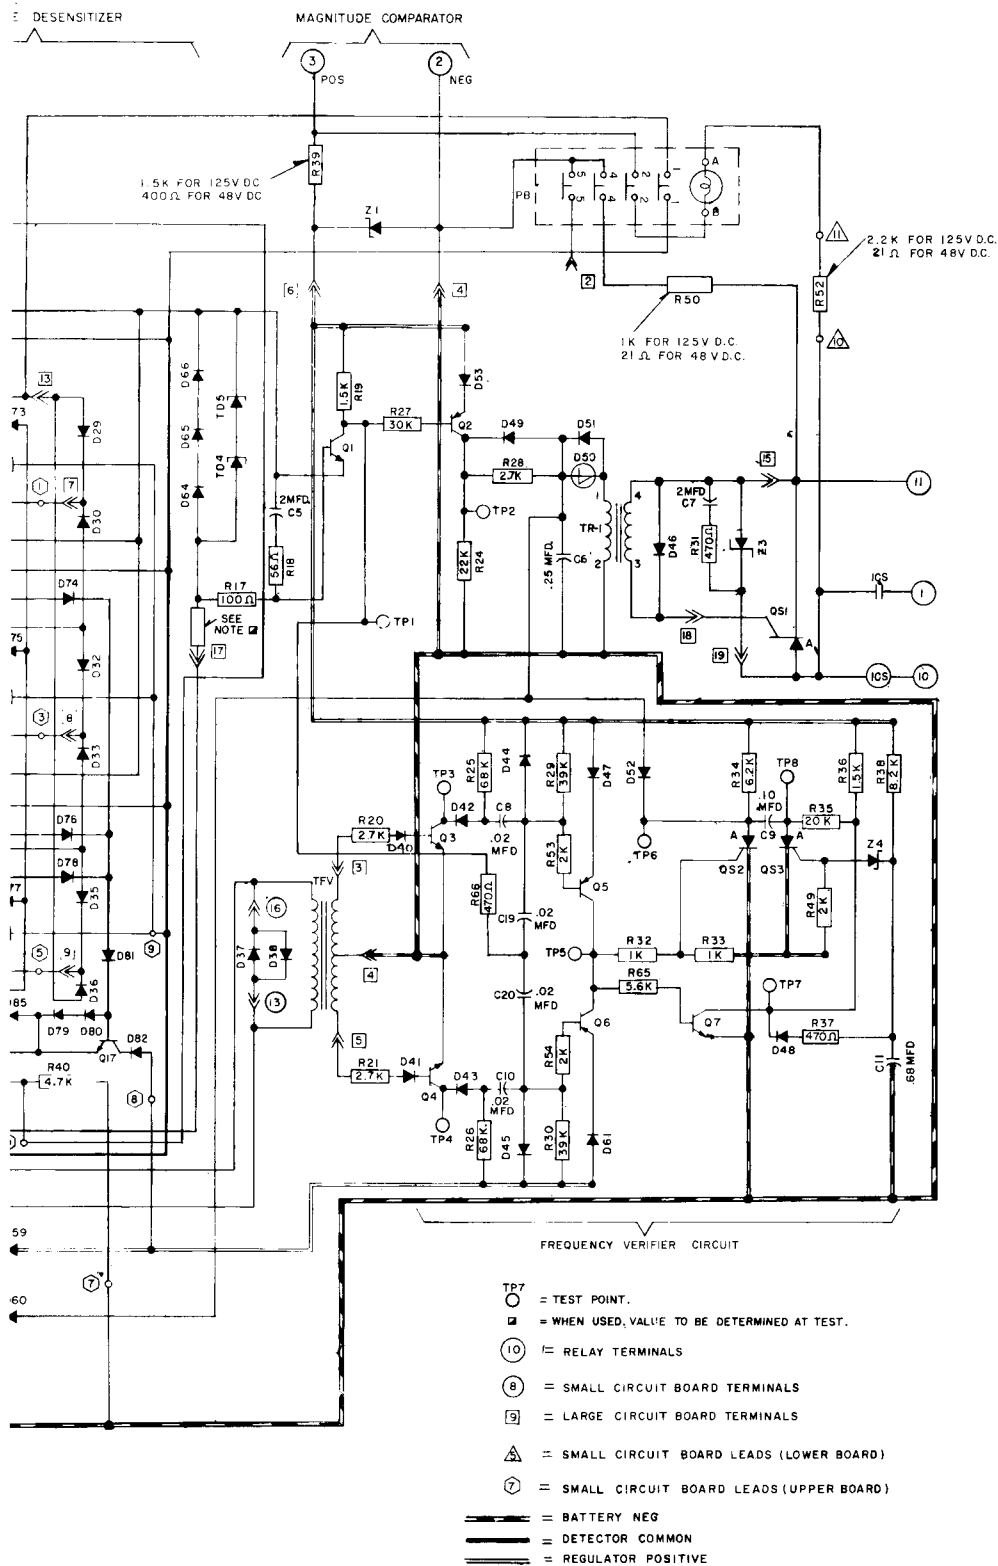 E DESENSITIZER
MAGNITUDE COMPARATOR
3
POS
2
NEG
R39
1.5K FOR 125V DC
400Ω FOR 48V DC
Z1
PB
5 4 2 1
5 4 2 1
A
B
11
2.2K FOR 125V D.C.
21 Ω FOR 48V D.C.
R52
10
2
R50
1K FOR 125V D.C.
21 Ω FOR 48V D.C.
6
4
13
73
D29
1
7
D30
D66
D65
D64
TD5
TD4
R19
1.5K
R27
30K
Q1
Q2
D53
D49
D51
R28
2.7K
D50
2MFD.
C5
56Ω
R18
TP2
22K
R24
.25 MFD.
C6
1
2
TR-1
4
3
D46
2MFD
C7
R31
470Ω
Z3
15
11
1CS
1
QS1
A
18
19
1CS
10
D74
75
D32
R17
100Ω
SEE
NOTE
17
TP1
3
8
D33
D76
D78
77
D35
5
9
D36
9
D81
D85
D79
D80
D82
Q17
R40
4.7K
8
TP3
R25
68K
D44
R29
39K
D47
D52
R34
6.2K
TP8
R36
1.5K
R38
8.2K
R20
2.7K
D40
Q3
D42
C8
.02
MFD
R53
2K
TP6
.10
MFD
C9
R35
20K
A
QS2
A
QS3
Z4
3
TFV
16
D37
D38
13
R66
470Ω
C19
.02
MFD
Q5
R49
2K
4
TP5
R32
1K
R33
1K
R65
5.6K
TP7
C20
.02
MFD
Q6
Q7
D48
R37
470Ω
C11
.68MFD
5
R21
2.7K
D41
Q4
D43
C10
.02
MFD
R54
2K
TP4
R26
68K
D45
R30
39K
D61
59
7
60
FREQUENCY VERIFIER CIRCUIT
TP7
= TEST POINT.
= WHEN USED, VALUE TO BE DETERMINED AT TEST.
10 = RELAY TERMINALS
8 = SMALL CIRCUIT BOARD TERMINALS
9 = LARGE CIRCUIT BOARD TERMINALS
5 = SMALL CIRCUIT BOARD LEADS (LOWER BOARD)
7 = SMALL CIRCUIT BOARD LEADS (UPPER BOARD)
= BATTERY NEG
= DETECTOR COMMON
= REGULATOR POSITIVE